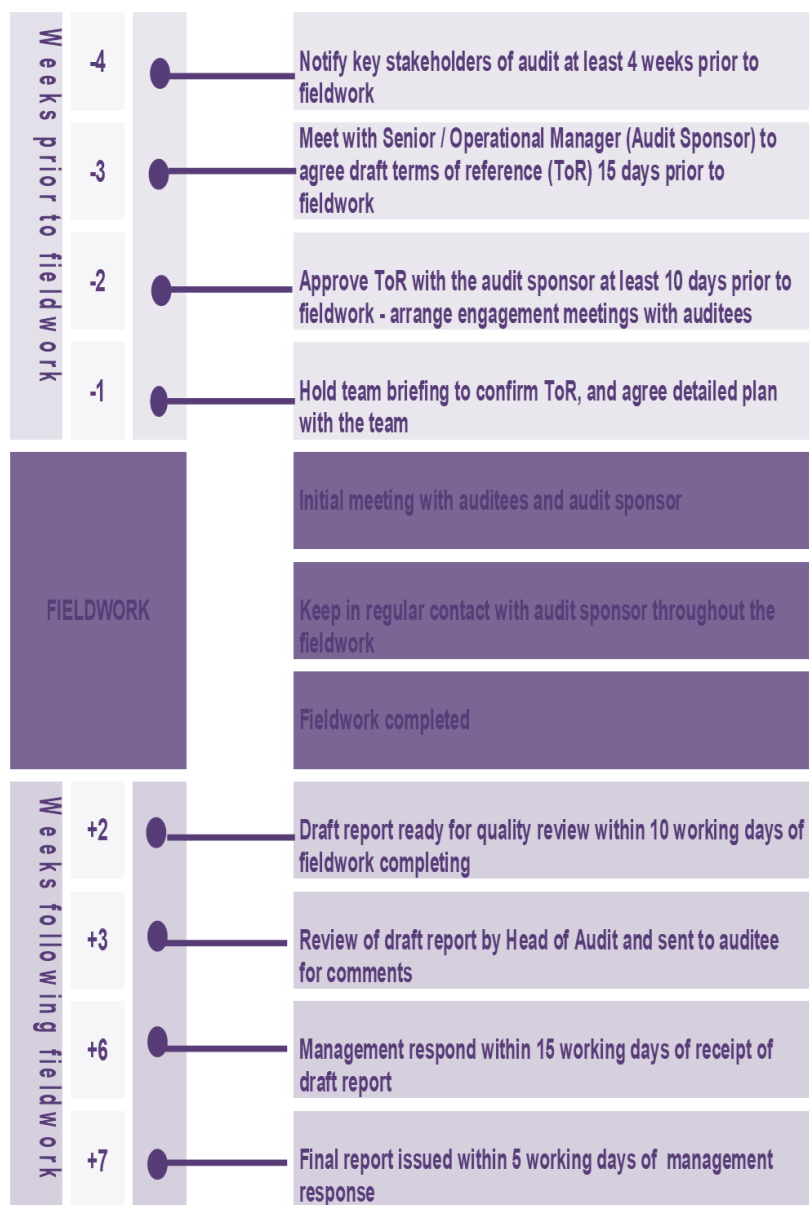 Weeks prior to fieldwork
-4
Notify key stakeholders of audit at least 4 weeks prior to
fieldwork
-3
Meet with Senior / Operational Manager (Audit Sponsor) to
agree draft terms of reference (ToR) 15 days prior to
fieldwork
-2
Approve ToR with the audit sponsor at least 10 days prior to
fieldwork - arrange engagement meetings with auditees
-1
Hold team briefing to confirm ToR, and agree detailed plan
with the team
FIELDWORK
Initial meeting with auditees and audit sponsor
Keep in regular contact with audit sponsor throughout the
fieldwork
Fieldwork completed
Weeks following fieldwork
+2
Draft report ready for quality review within 10 working days of
fieldwork completing
+3
Review of draft report by Head of Audit and sent to auditee
for comments
+6
Management respond within 15 working days of receipt of
draft report
+7
Final report issued within 5 working days of management
response